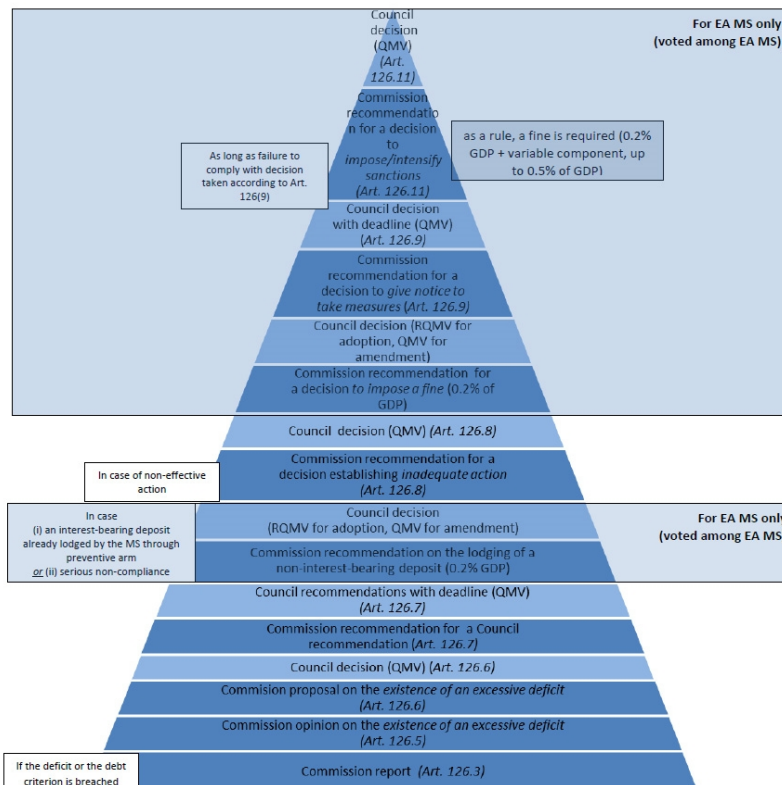 For EA MS only
(voted among EA MS)
Council
decision
(QMV)
(Art.
126.11)
Commission
recommendatio
n for a decision
to
impose/intensify
sanctions
(Art. 126.11)
As long as failure to
comply with decision
taken according to Art.
126(9)
as a rule, a fine is required (0.2%
GDP + variable component, up
to 0.5% of GDP)
Council decision
with deadline (QMV)
(Art. 126.9)
Commission
recommendation for a
decision to give notice to
take measures (Art. 126.9)
Council decision (RQMV for
adoption, QMV for
amendment)
Commission recommendation for
a decision to impose a fine (0.2% of
GDP)
Council decision (QMV) (Art. 126.8)
In case of non-effective
action
Commission recommendation for a
decision establishing inadequate action
(Art. 126.8)
In case
(i) an interest-bearing deposit
already lodged by the MS through
preventive arm
or (ii) serious non-compliance
Council decision
(RQMV for adoption, QMV for amendment)
For EA MS only
(voted among EA MS)
Commission recommendation on the lodging of a
non-interest-bearing deposit (0.2% GDP)
Council recommendations with deadline (QMV)
(Art. 126.7)
Commission recommendation for a Council
recommendation (Art. 126.7)
Council decision (QMV) (Art. 126.6)
Commision proposal on the existence of an excessive deficit
(Art. 126.6)
Commission opinion on the existence of an excessive deficit
(Art. 126.5)
If the deficit or the debt
criterion is breached
Commission report (Art. 126.3)